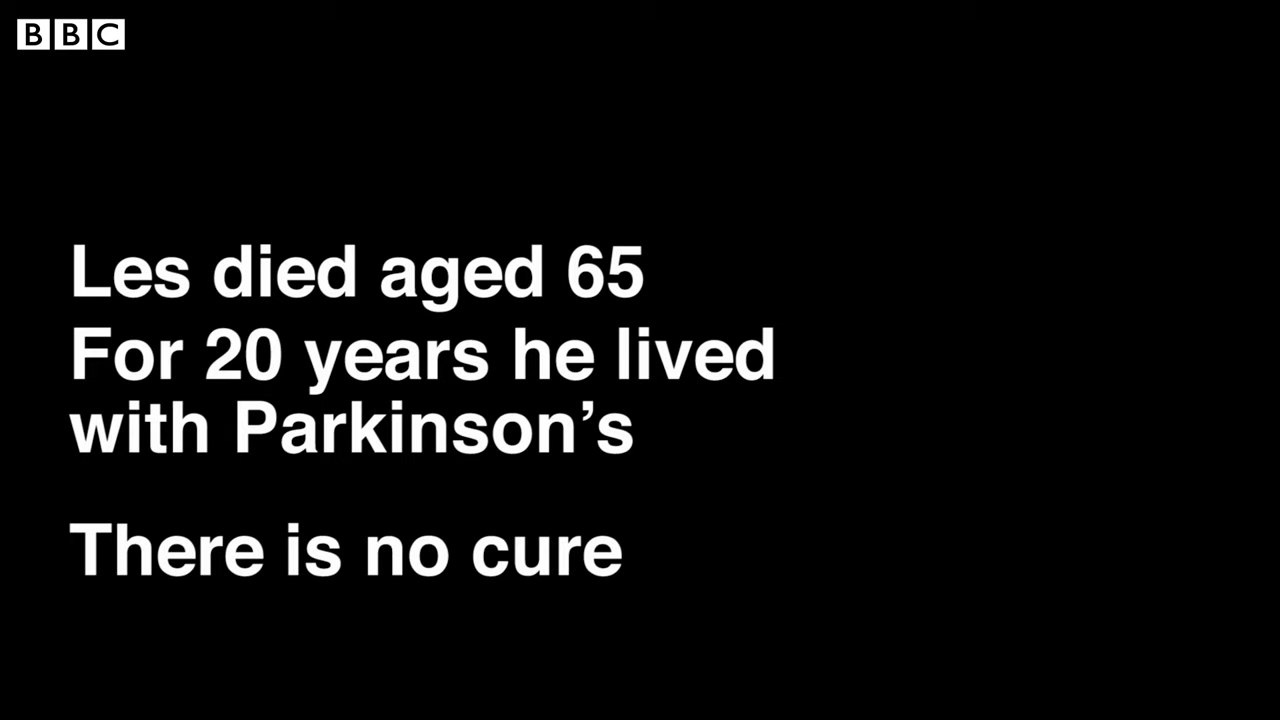 BBC
Les died aged 65
For 20 years he lived
with Parkinson’s
There is no cure